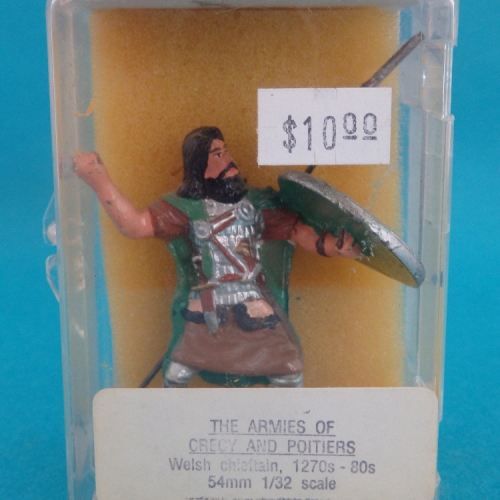 $10.00
THE ARMIES OF
CRECY AND POITIERS
Welsh chieftain, 1270s - 80s
54mm 1/32 scale